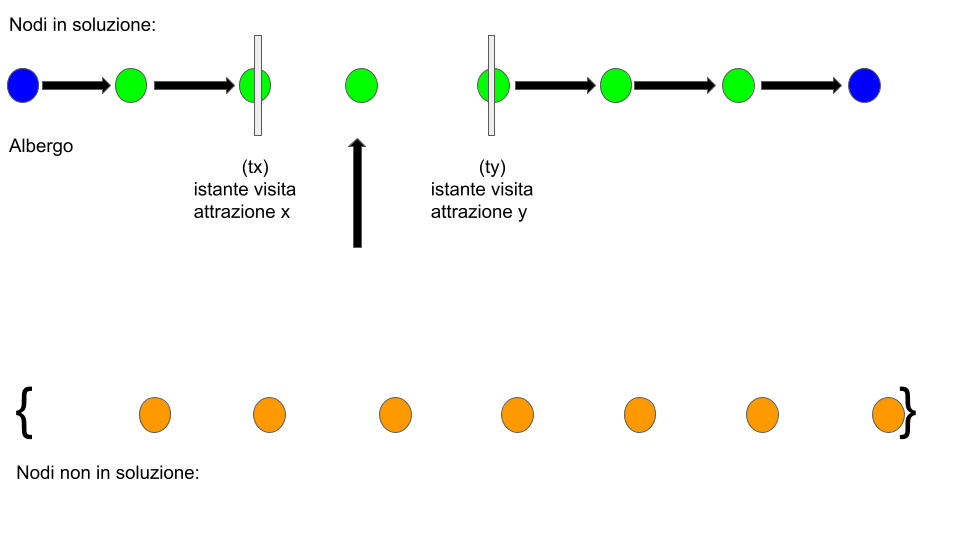 Nodi in soluzione:
Albergo
(tx)
istante visita
attrazione x
(ty)
istante visita
attrazione y
{ }
Nodi non in soluzione: